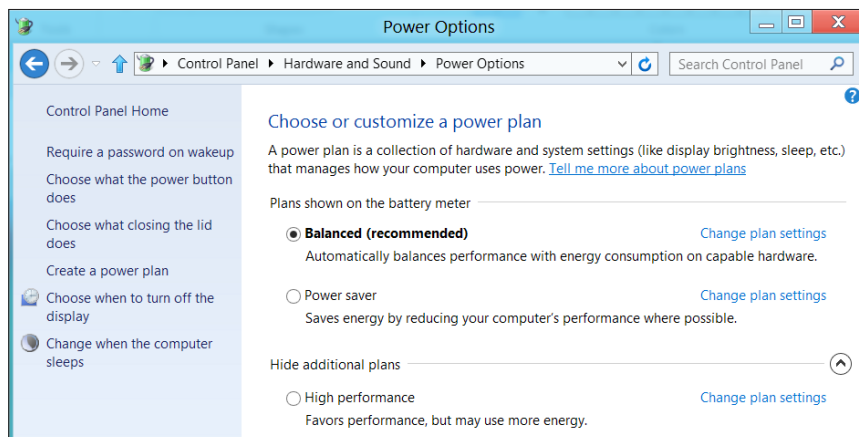 Power Options
X
Control Panel Hardware and Sound Power Options
Search Control Panel
?
Control Panel Home
Require a password on wakeup
Choose what the power button
does
Choose what closing the lid
does
Create a power plan
Choose when to turn off the
display
Change when the computer
sleeps
Choose or customize a power plan
A power plan is a collection of hardware and system settings (like display brightness, sleep, etc.)
that manages how your computer uses power. Tell me more about power plans
Plans shown on the battery meter
Balanced (recommended) Change plan settings
Automatically balances performance with energy consumption on capable hardware.
Power saver Change plan settings
Saves energy by reducing your computer's performance where possible.
Hide additional plans
High performance Change plan settings
Favors performance, but may use more energy.